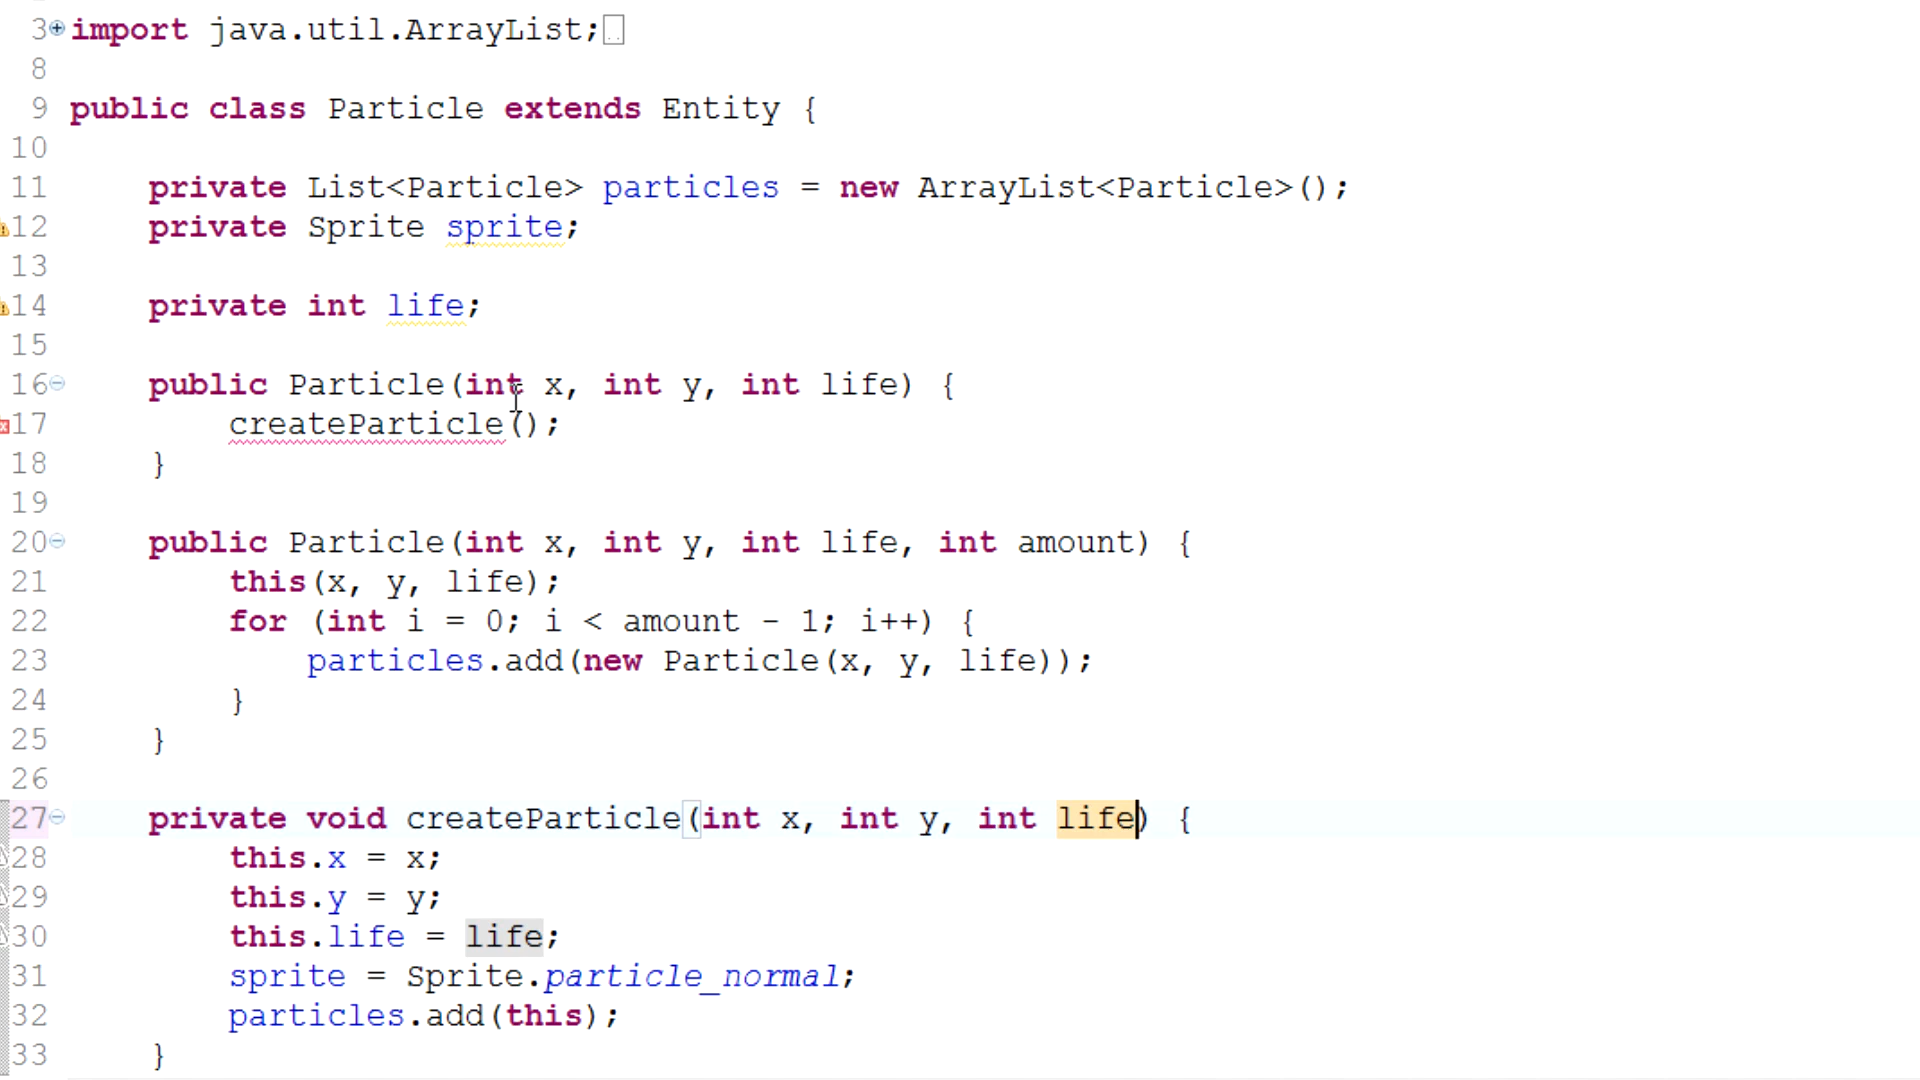 3 import java.util.ArrayList;
8
9 public class Particle extends Entity {
10
11 private List<Particle> particles = new ArrayList<Particle>();
12 private Sprite sprite;
13
14 private int life;
15
16 public Particle(int x, int y, int life) {
17 createParticle();
18 }
19
20 public Particle(int x, int y, int life, int amount) {
21 this(x, y, life);
22 for (int i = 0; i < amount - 1; i++) {
23 particles.add(new Particle(x, y, life));
24 }
25 }
26
27 private void createParticle(int x, int y, int life) {
28 this.x = x;
29 this.y = y;
30 this.life = life;
31 sprite = Sprite.particle_normal;
32 particles.add(this);
33 }